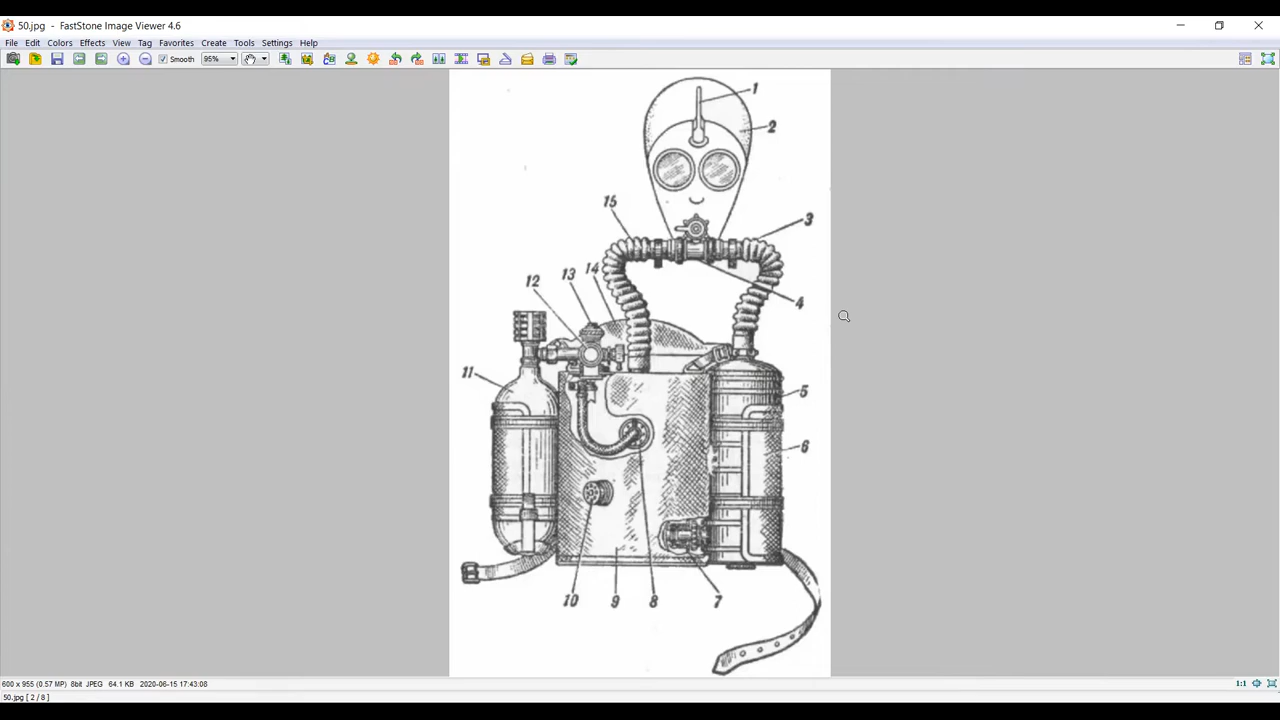 50.jpg - FastStone Image Viewer 4.6
File Edit Colors Effects View Tag Favorites Create Tools Settings Help
Smooth 95%
1
2
15
3
14
13
12
4
11
5
6
10 9 8 7
600 x 955 (0.57 MP) 8bit JPEG 64.1 KB 2020-06-15 17:43:08
1:1
50.jpg [ 2 / 8 ]